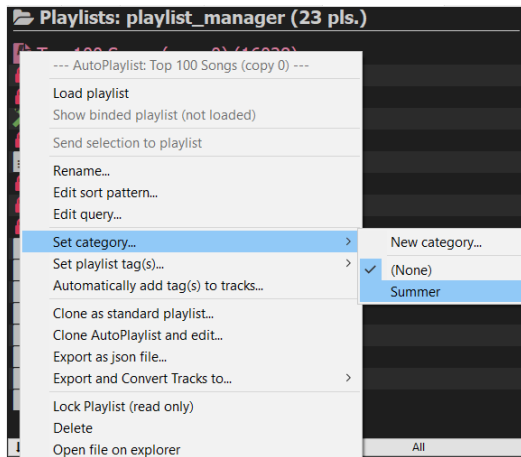 Playlists: playlist_manager (23 pls.)
--- AutoPlaylist: Top 100 Songs (copy 0) ---
Load playlist
Show binded playlist (not loaded)
Send selection to playlist
Rename...
Edit sort pattern...
Edit query...
Set category...
New category...
Set playlist tag(s)...
(None)
Automatically add tag(s) to tracks...
Summer
Clone as standard playlist...
Clone AutoPlaylist and edit...
Export as json file...
Export and Convert Tracks to...
Lock Playlist (read only)
Delete
Open file on explorer
All